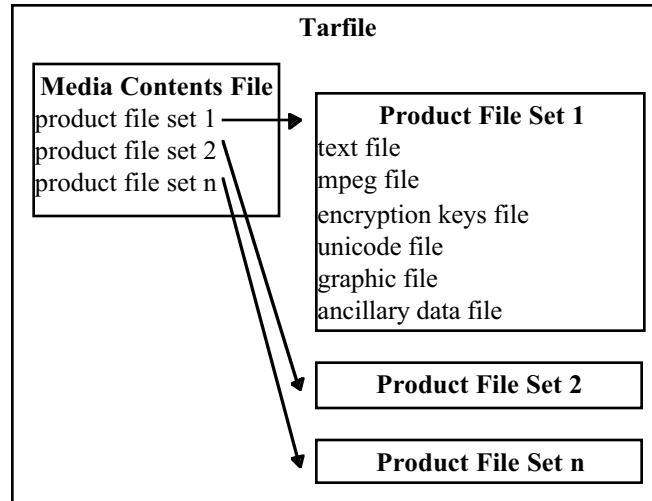 Tarfile
Media Contents File
product file set 1
product file set 2
product file set n
Product File Set 1
text file
mpeg file
encryption keys file
unicode file
graphic file
ancillary data file
Product File Set 2
Product File Set n